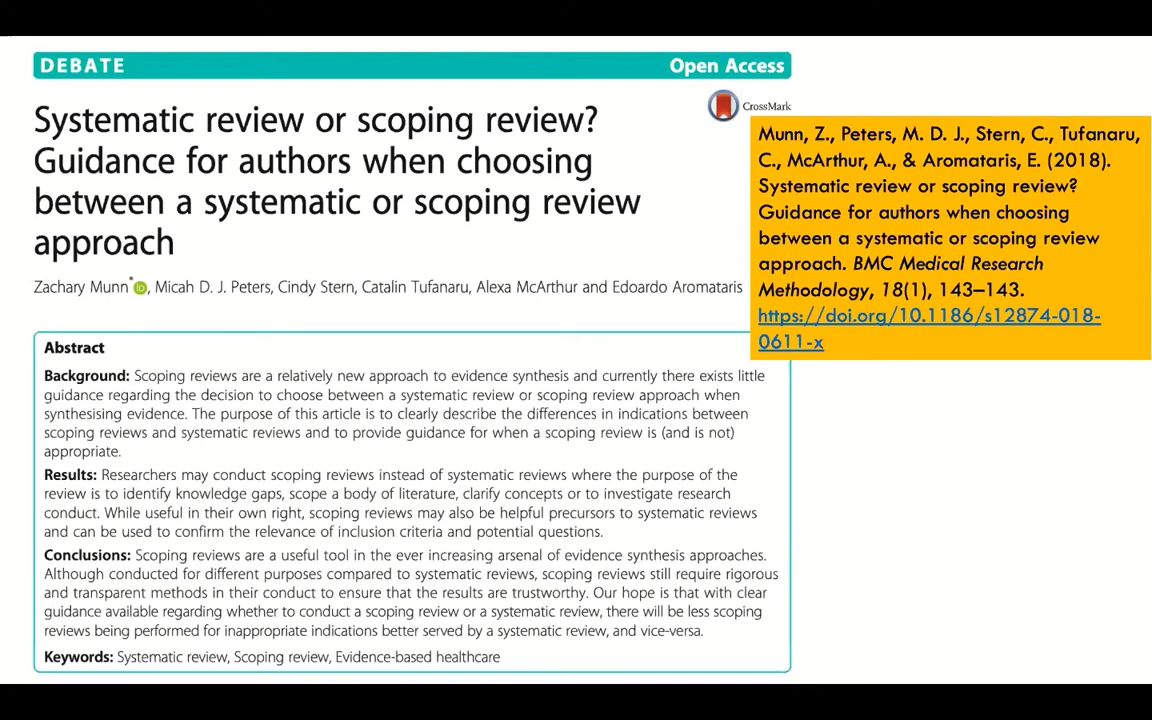 DEBATE
Open Access
CrossMark
Systematic review or scoping review?
Guidance for authors when choosing
between a systematic or scoping review
approach
Zachary Munn* iD, Micah D. J. Peters, Cindy Stern, Catalin Tufanaru, Alexa McArthur and Edoardo Aromataris
Munn, Z., Peters, M. D. J., Stern, C., Tufanaru,
C., McArthur, A., & Aromataris, E. (2018).
Systematic review or scoping review?
Guidance for authors when choosing
between a systematic or scoping review
approach. BMC Medical Research
Methodology, 18(1), 143–143.
https://doi.org/10.1186/s12874-018-
0611-x
Abstract
Background: Scoping reviews are a relatively new approach to evidence synthesis and currently there exists little
guidance regarding the decision to choose between a systematic review or scoping review approach when
synthesising evidence. The purpose of this article is to clearly describe the differences in indications between
scoping reviews and systematic reviews and to provide guidance for when a scoping review is (and is not)
appropriate.
Results: Researchers may conduct scoping reviews instead of systematic reviews where the purpose of the
review is to identify knowledge gaps, scope a body of literature, clarify concepts or to investigate research
conduct. While useful in their own right, scoping reviews may also be helpful precursors to systematic reviews
and can be used to confirm the relevance of inclusion criteria and potential questions.
Conclusions: Scoping reviews are a useful tool in the ever increasing arsenal of evidence synthesis approaches.
Although conducted for different purposes compared to systematic reviews, scoping reviews still require rigorous
and transparent methods in their conduct to ensure that the results are trustworthy. Our hope is that with clear
guidance available regarding whether to conduct a scoping review or a systematic review, there will be less scoping
reviews being performed for inappropriate indications better served by a systematic review, and vice-versa.
Keywords: Systematic review, Scoping review, Evidence-based healthcare